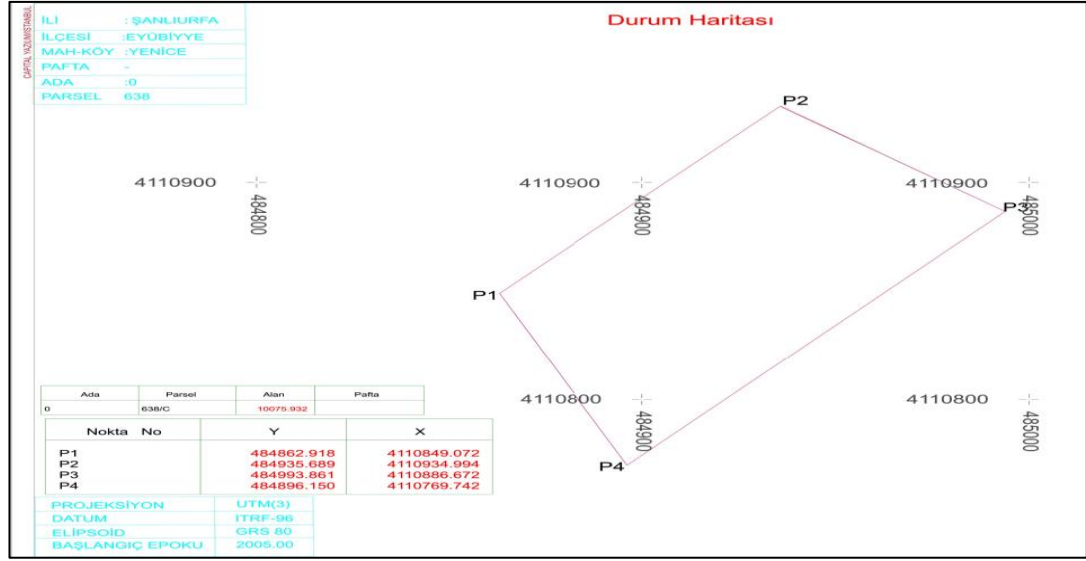 CAPITAL YAZILIM/ISTANBUL
İLİ : ŞANLIURFA
İLÇESİ :EYÜBİYYE
MAH-KÖY :YENİCE
PAFTA -
ADA :0
PARSEL 638
Durum Haritası
P2
4110900
4110900
4110900
484800
484900
485000
P3
P1
4110800
4110800
484900
485000
P4
Ada Parsel Alan Pafta
0 638/C 10075.932
Nokta No Y X
P1 484862.918 4110849.072
P2 484935.689 4110934.994
P3 484993.861 4110886.672
P4 484896.150 4110769.742
PROJEKSİYON UTM(3)
DATUM ITRF-96
ELİPSOİD GRS 80
BAŞLANGIÇ EPOKU 2005.00